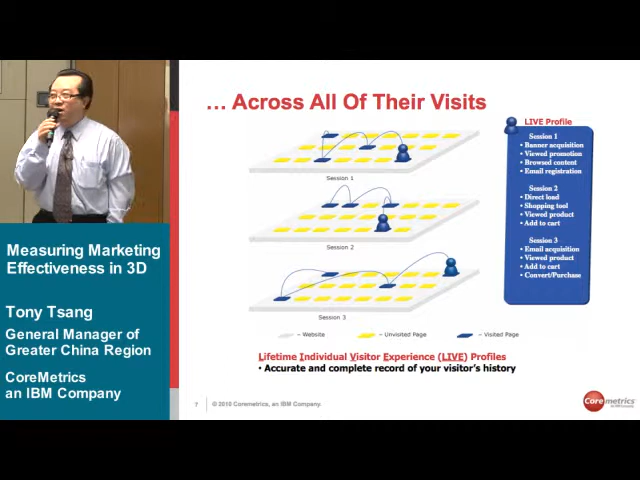 … Across All Of Their Visits
LIVE Profile
Session 1
• Banner acquisition
• Viewed promotion
• Browsed content
• Email registration
Session 2
• Direct load
• Shopping tool
• Viewed product
• Add to cart
Session 3
• Email acquisition
• Viewed product
• Add to cart
• Convert/Purchase
Session 1
Session 2
Session 3
– Website
– Unvisited Page
– Visited Page
Lifetime Individual Visitor Experience (LIVE) Profiles
• Accurate and complete record of your visitor's history
7
© 2010 Coremetrics, an IBM Company.
Coremetrics
Measuring Marketing
Effectiveness in 3D
Tony Tsang
General Manager of
Greater China Region
CoreMetrics
an IBM Company